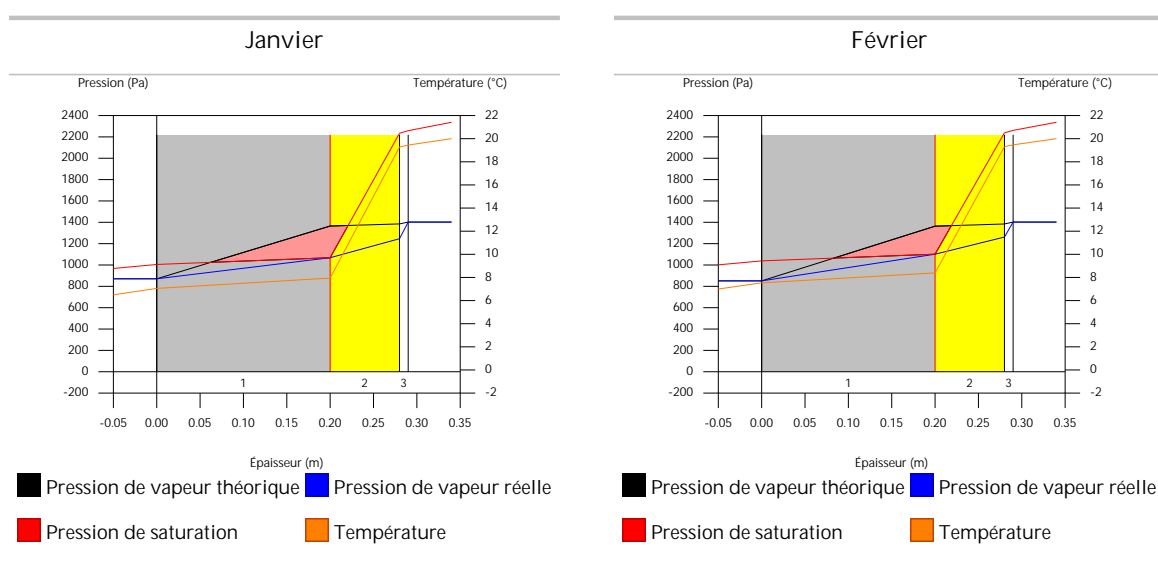 Janvier
Pression (Pa) Température (°C)
2400 22
2200 20
2000 18
1800 16
1600 14
1400 12
1200 10
1000 8
800 6
600 4
400 2
200 0
0 -2
-200
1 2 3
-0.05 0.00 0.05 0.10 0.15 0.20 0.25 0.30 0.35
Épaisseur (m)
Pression de vapeur théorique Pression de vapeur réelle
Pression de saturation Température
Février
Pression (Pa) Température (°C)
2400 22
2200 20
2000 18
1800 16
1600 14
1400 12
1200 10
1000 8
800 6
600 4
400 2
200 0
0 -2
-200
1 2 3
-0.05 0.00 0.05 0.10 0.15 0.20 0.25 0.30 0.35
Épaisseur (m)
Pression de vapeur théorique Pression de vapeur réelle
Pression de saturation Température